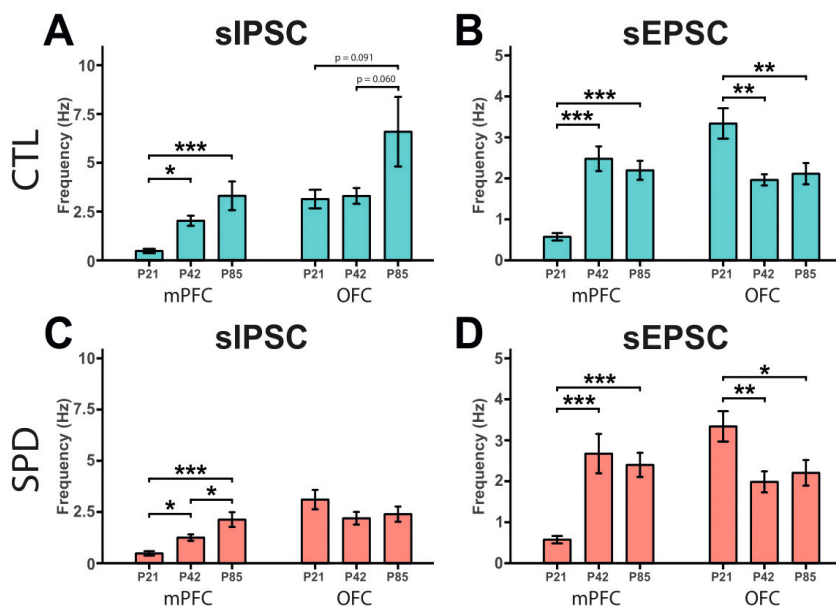 A
sIPSC
CTL
Frequency (Hz)
10
7.5
5
2.5
0
*
***
p = 0.091
p = 0.060
P21 P42 P85 P21 P42 P85
mPFC OFC
B
sEPSC
Frequency (Hz)
5
4
3
2
1
0
***
***
**
**
P21 P42 P85 P21 P42 P85
mPFC OFC
C
sIPSC
SPD
Frequency (Hz)
10
7.5
5
2.5
0
***
* *
P21 P42 P85 P21 P42 P85
mPFC OFC
D
sEPSC
Frequency (Hz)
5
4
3
2
1
0
***
***
*
**
P21 P42 P85 P21 P42 P85
mPFC OFC